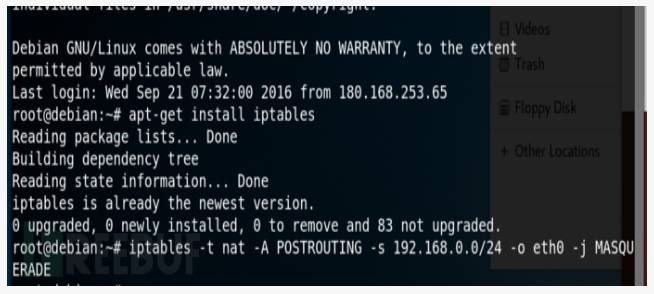 individual files in /usr/share/doc/*/copyright.
Debian GNU/Linux comes with ABSOLUTELY NO WARRANTY, to the extent
permitted by applicable law.
Last login: Wed Sep 21 07:32:00 2016 from 180.168.253.65
root@debian:~# apt-get install iptables
Reading package lists... Done
Building dependency tree
Reading state information... Done
iptables is already the newest version.
0 upgraded, 0 newly installed, 0 to remove and 83 not upgraded.
root@debian:~# iptables -t nat -A POSTROUTING -s 192.168.0.0/24 -o eth0 -j MASQU
ERADE
Videos
Trash
Floppy Disk
+ Other Locations
REEBUF